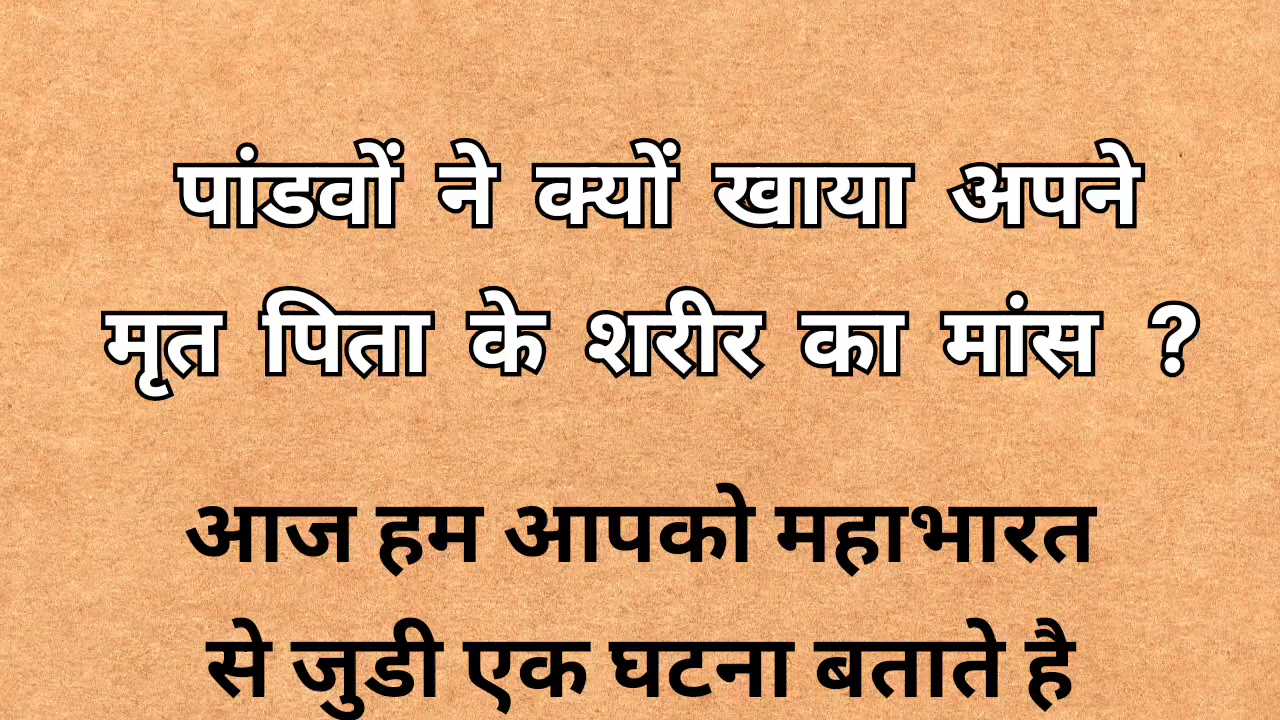 पांडवों ने क्यों खाया अपने
मृत पिता के शरीर का मांस ?
आज हम आपको महाभारत
से जुडी एक घटना बताते है